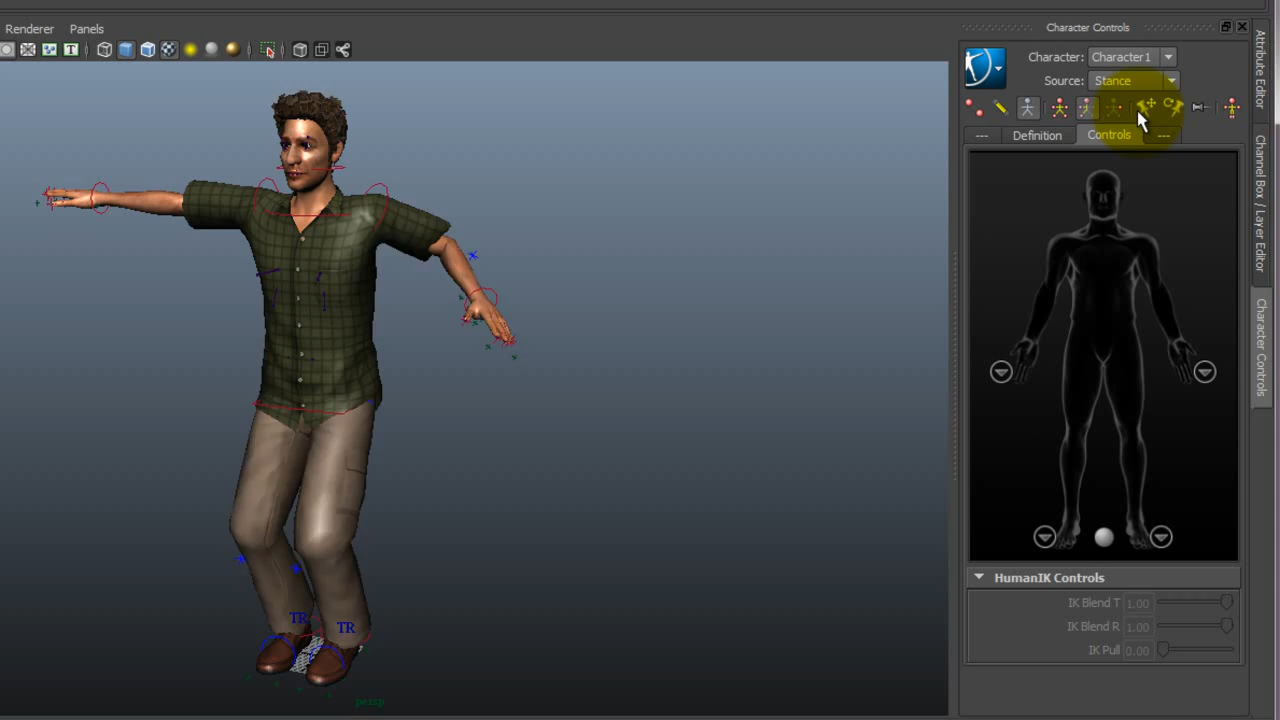 Renderer Panels
T
Character Controls
Character: Character1
Source: Stance
--- Definition Controls ---
HumanIK Controls
IK Blend T 1.00
IK Blend R 1.00
IK Pull 0.00
Attribute Editor
Channel Box / Layer Editor
Character Controls
TR
TR
persp